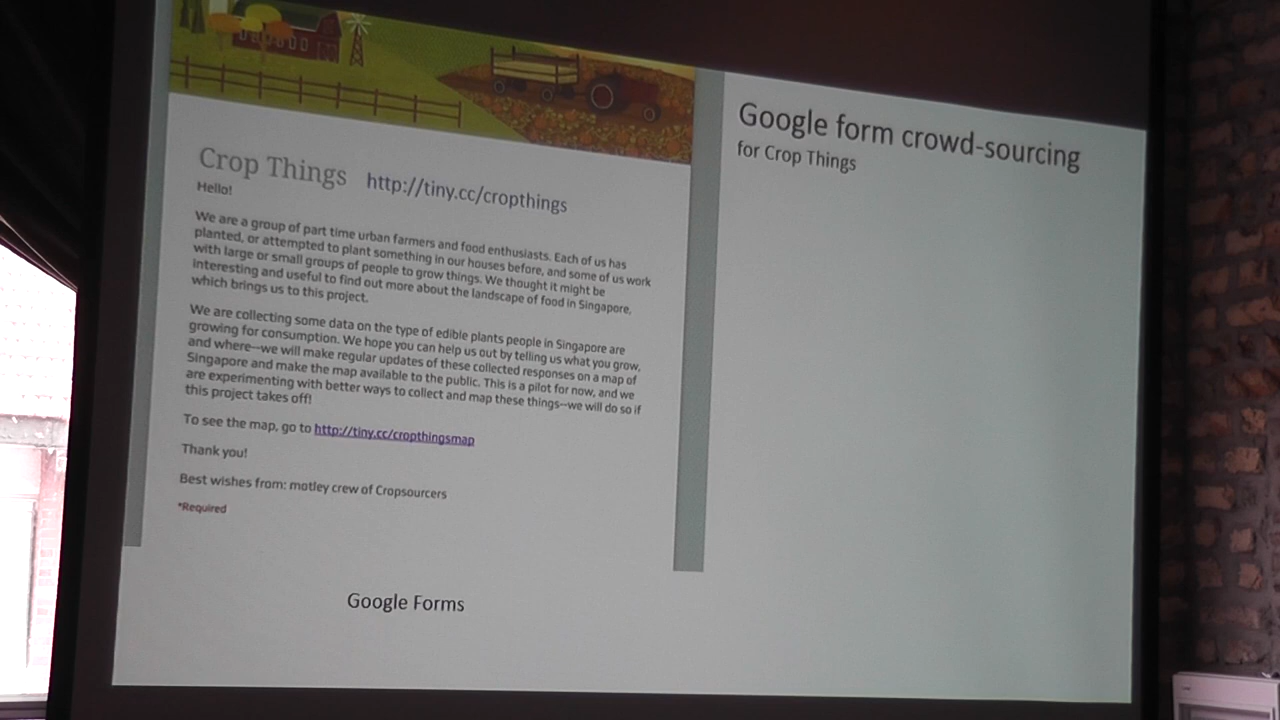 Crop Things http://tiny.cc/cropthings
Hello!
We are a group of part time urban farmers and food enthusiasts. Each of us has
planted, or attempted to plant something in our houses before, and some of us work
with large or small groups of people to grow things. We thought it might be
interesting and useful to find out more about the landscape of food in Singapore,
which brings us to this project.
We are collecting some data on the type of edible plants people in Singapore are
growing for consumption. We hope you can help us out by telling us what you grow,
and where--we will make regular updates of these collected responses on a map of
Singapore and make the map available to the public. This is a pilot for now, and we
are experimenting with better ways to collect and map these things--we will do so if
this project takes off!
To see the map, go to http://tiny.cc/cropthingsmap
Thank you!
Best wishes from: motley crew of Cropsourcers
*Required
Google Forms
Google form crowd-sourcing
for Crop Things